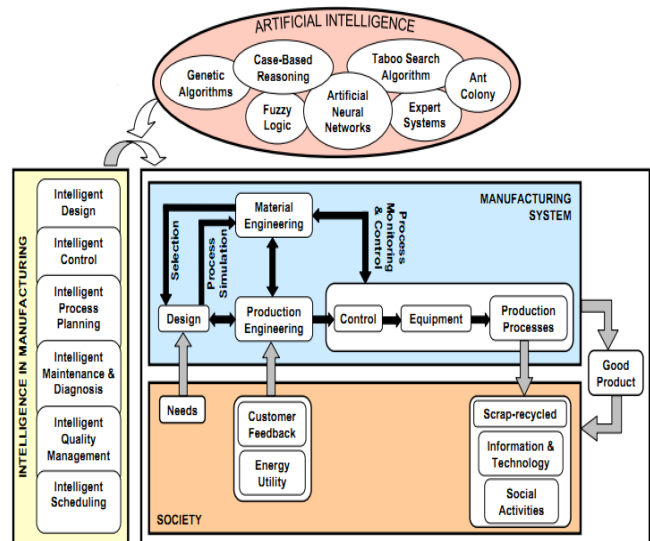 ARTIFICIAL INTELLIGENCE
Case-Based
Reasoning
Taboo Search
Algorithm
Genetic
Algorithms
Ant
Colony
Fuzzy
Logic
Artificial
Neural
Networks
Expert
Systems
INTELLIGENCE IN MANUFACTURING
Intelligent
Design
Intelligent
Control
Intelligent
Process
Planning
Intelligent
Maintenance &
Diagnosis
Intelligent
Quality
Management
Intelligent
Scheduling
MANUFACTURING
SYSTEM
Material
Engineering
Selection
Process
Simulation
Process
Monitoring
& Control
Design
Production
Engineering
Control
Equipment
Production
Processes
Good
Product
Needs
Customer
Feedback
Energy
Utility
Scrap-recycled
Information &
Technology
Social
Activities
SOCIETY